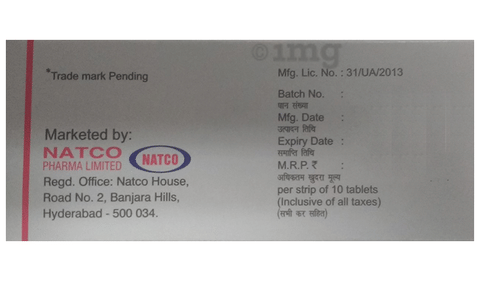 ©1mg
*Trade mark Pending
Marketed by:
NATCO
PHARMA LIMITED
NATCO
Regd. Office: Natco House,
Road No. 2, Banjara Hills,
Hyderabad - 500 034.
Mfg. Lic. No. : 31/UA/2013
Batch No. :
घान संख्या
Mfg. Date :
उत्पादन तिथि
Expiry Date :
समाप्ति तिथि
M.R.P. ₹ :
अधिकतम खुदरा मूल्य
per strip of 10 tablets
(Inclusive of all taxes)
(सभी कर सहित)